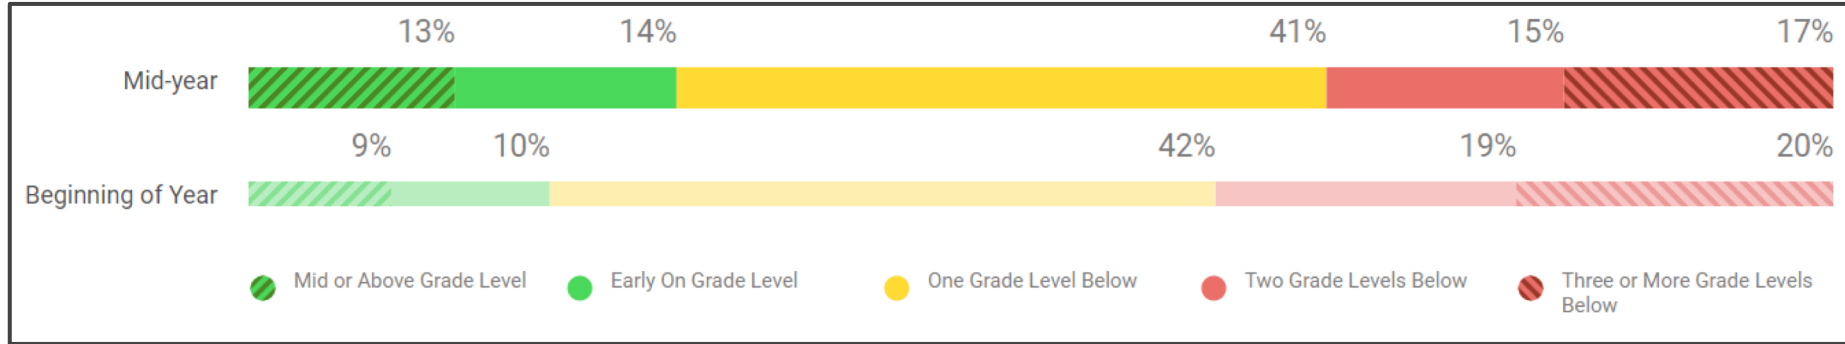 13% 14% 41% 15% 17%
Mid-year
9% 10% 42% 19% 20%
Beginning of Year
Mid or Above Grade Level Early On Grade Level One Grade Level Below Two Grade Levels Below Three or More Grade Levels
Below